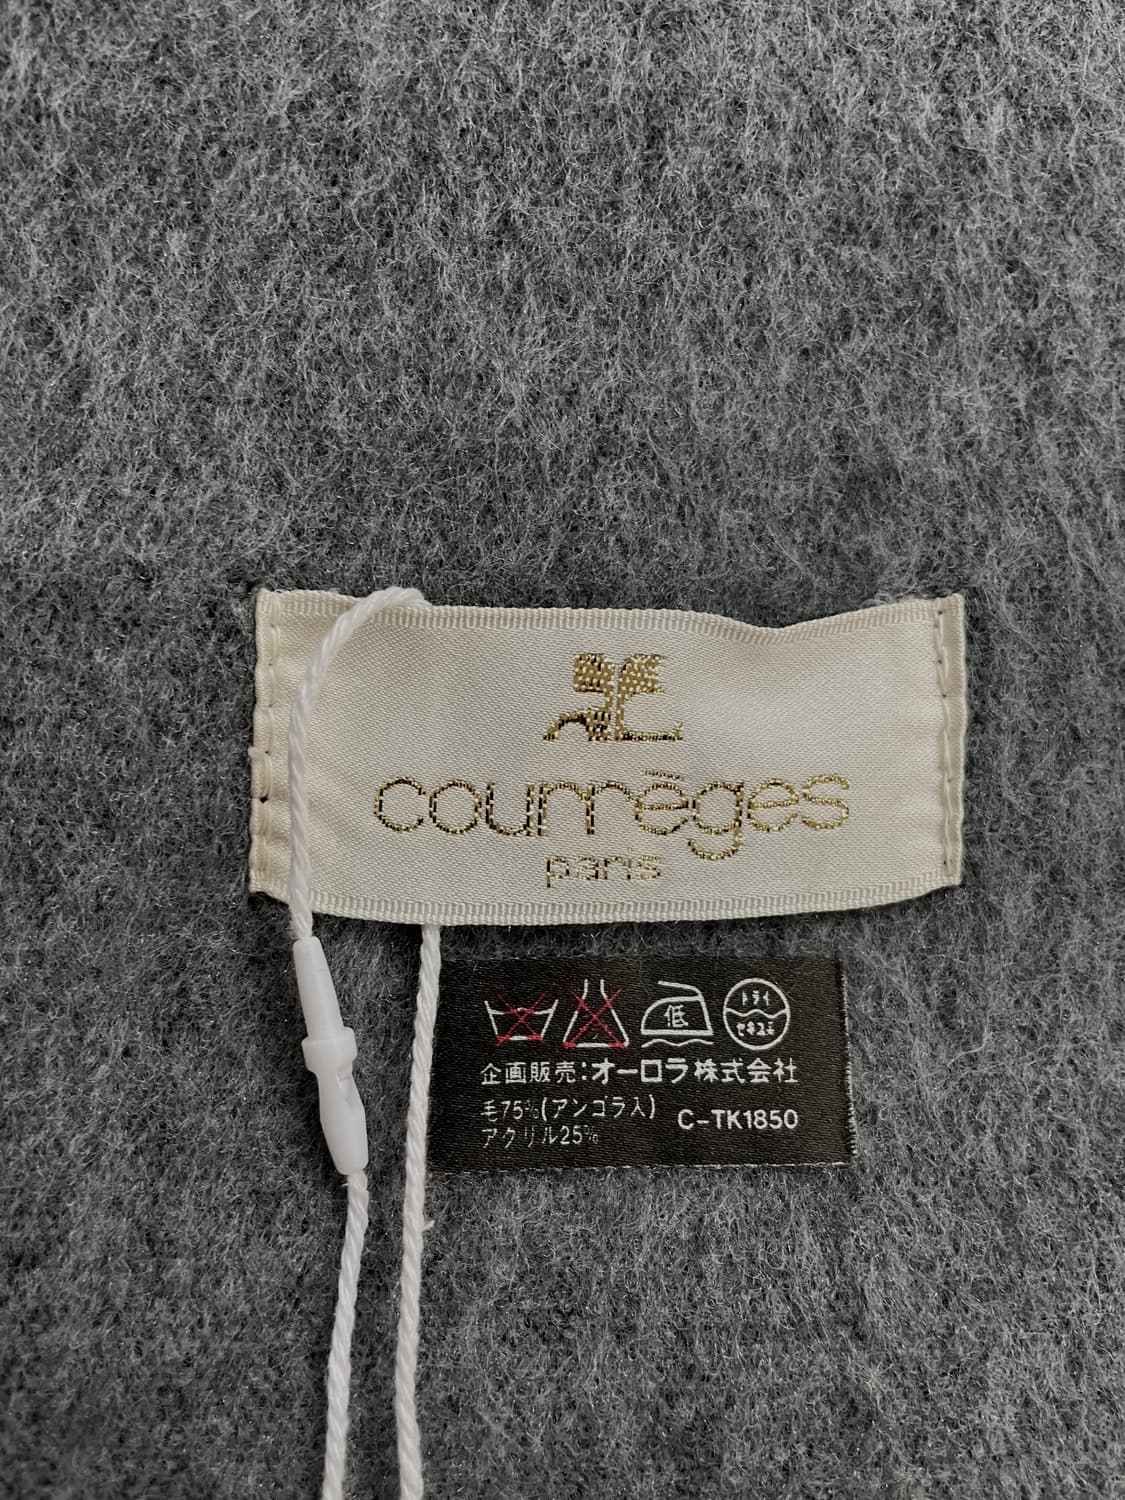 courrèges
paris
低
ドライ
セキユ系
企画販売:オーロラ株式会社
毛75%(アンゴラ入)
アクリル25%
C-TK1850